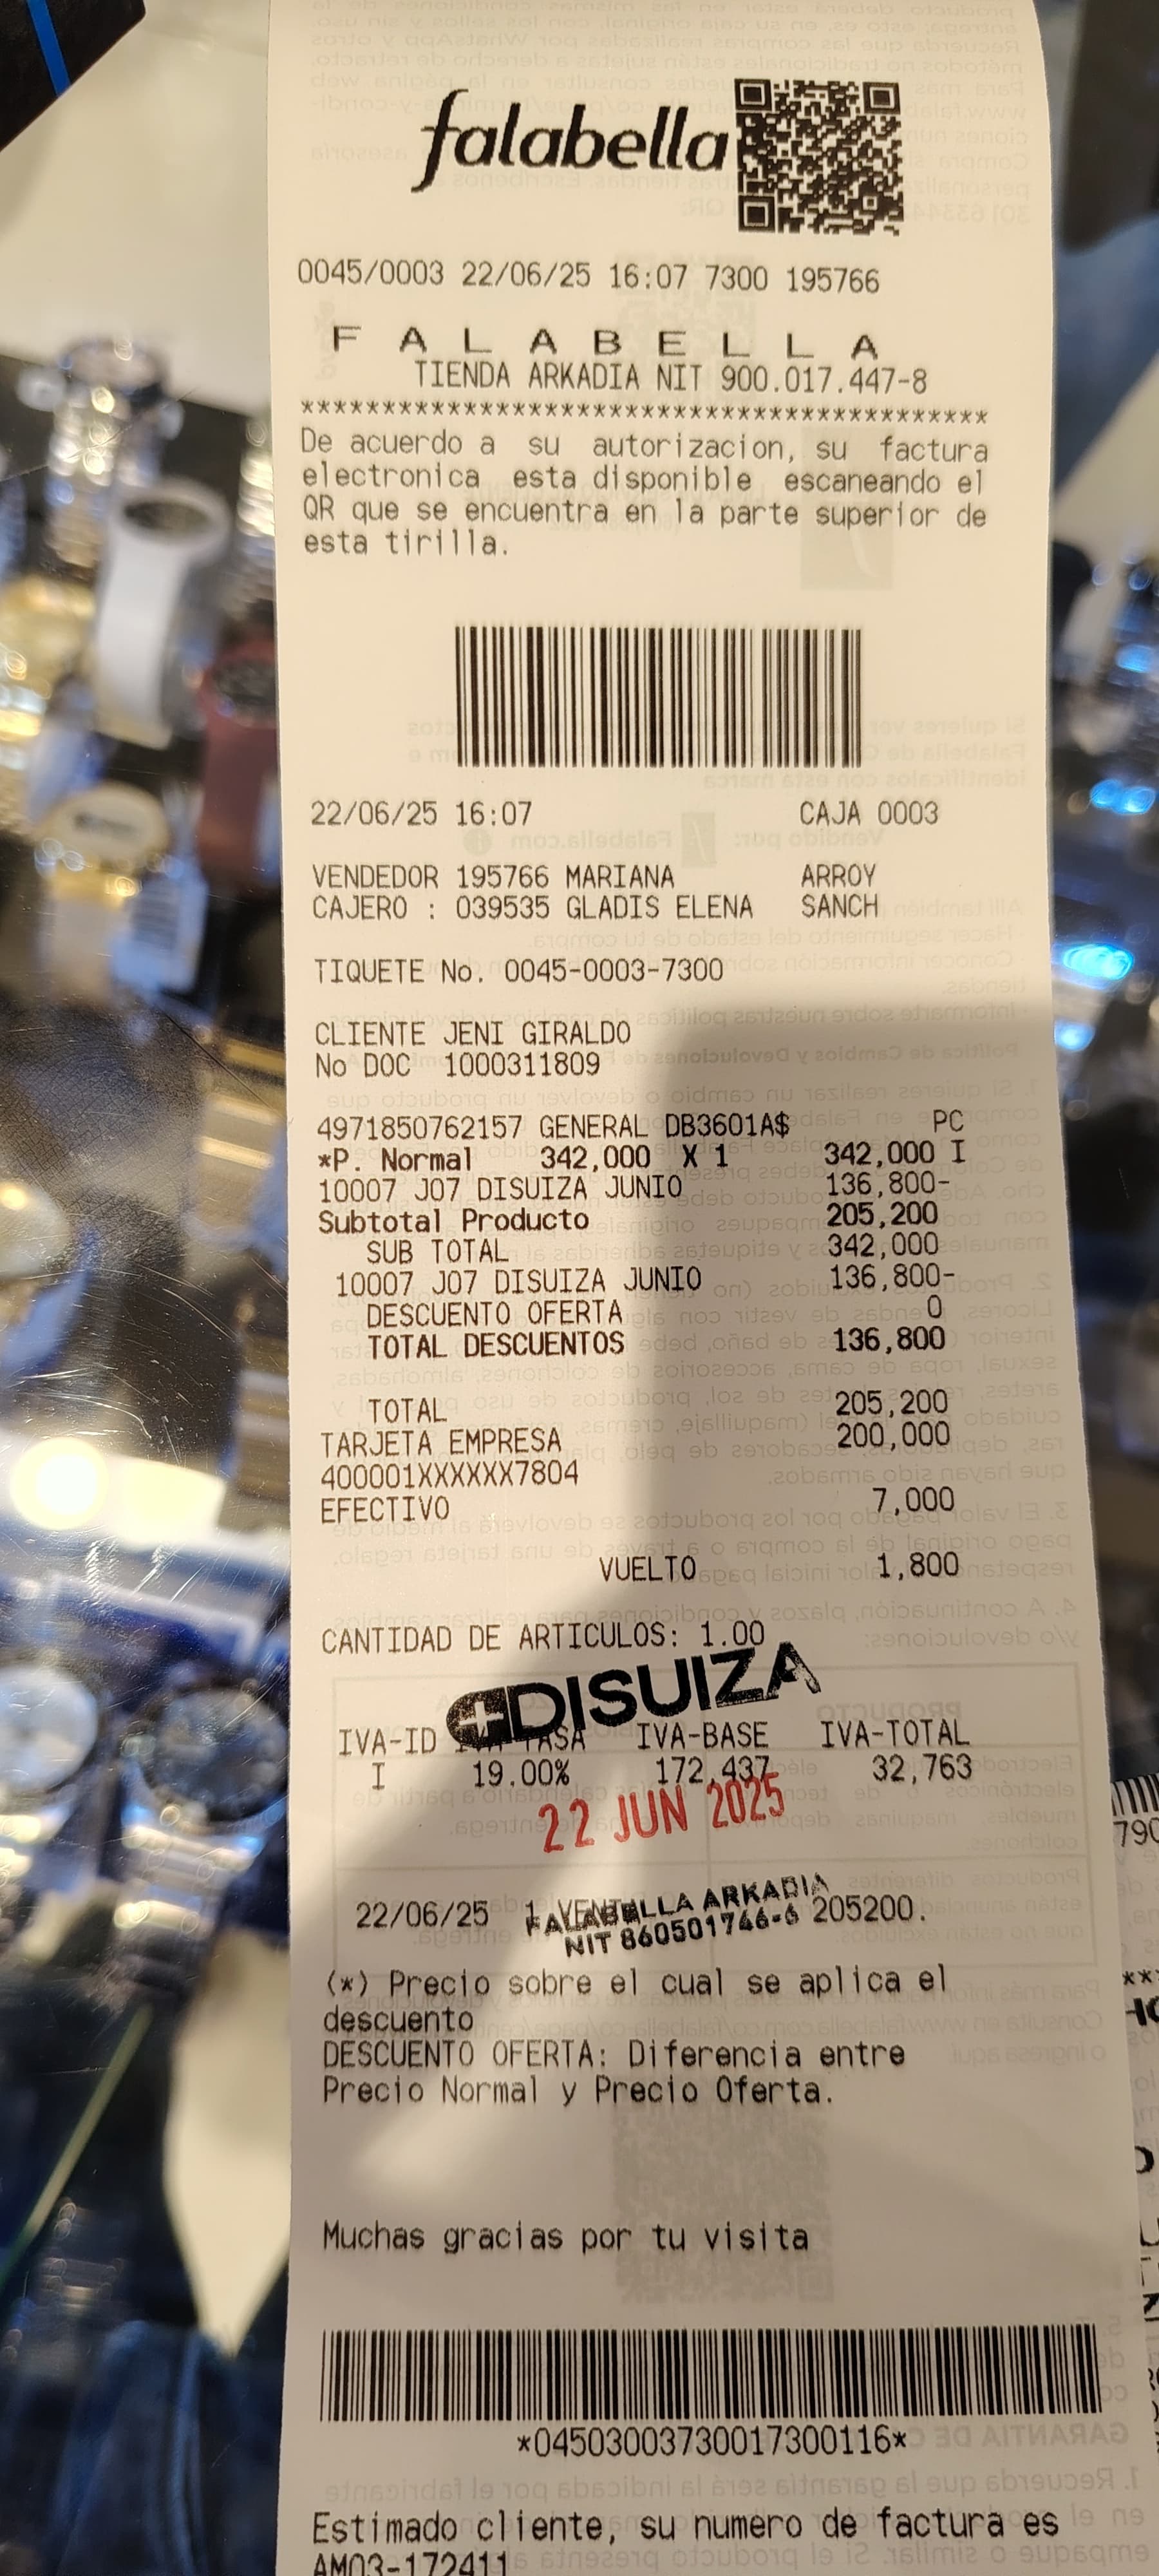 falabella
0045/0003 22/06/25 16:07 7300 195766
F A L A B E L L A
TIENDA ARKADIA NIT 900.017.447-8
******************************************
De acuerdo a su autorizacion, su factura
electronica esta disponible escaneando el
QR que se encuentra en la parte superior de
esta tirilla.
22/06/25 16:07 CAJA 0003
VENDEDOR 195766 MARIANA ARROY
CAJERO : 039535 GLADIS ELENA SANCH
TIQUETE No. 0045-0003-7300
CLIENTE JENI GIRALDO
No DOC 1000311809
4971850762157 GENERAL DB3601A$ PC
*P. Normal 342,000 X 1 342,000 I
10007 J07 DISUIZA JUNIO 136,800-
Subtotal Producto 205,200
SUB TOTAL 342,000
10007 J07 DISUIZA JUNIO 136,800-
DESCUENTO OFERTA 0
TOTAL DESCUENTOS 136,800
TOTAL 205,200
TARJETA EMPRESA 200,000
400001XXXXXX7804
EFECTIVO 7,000
VUELTO 1,800
CANTIDAD DE ARTICULOS: 1.00
DISUIZA
IVA-ID IVA-TASA IVA-BASE IVA-TOTAL
I 19.00% 172,437 32,763
22 JUN 2025
FALABELLA ARKADIA
22/06/25 1 205200.
NIT 860501746-6
(*) Precio sobre el cual se aplica el
descuento
DESCUENTO OFERTA: Diferencia entre
Precio Normal y Precio Oferta.
Muchas gracias por tu visita
*04503003730017300116*
Estimado cliente, su numero de factura es
AM03-172411